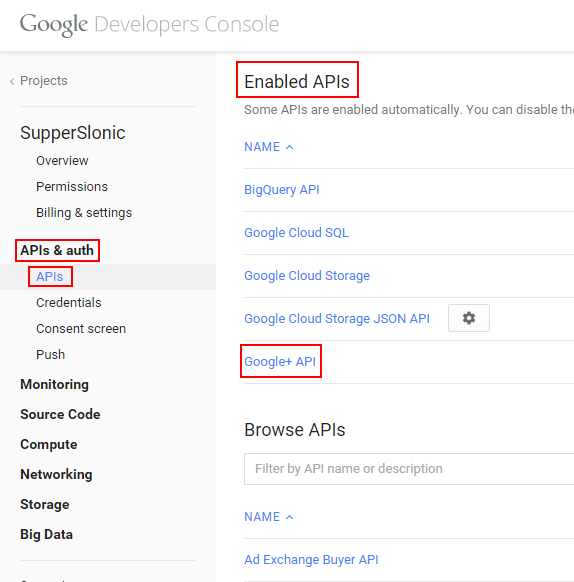 Google Developers Console
Projects
SupperSlonic
Overview
Permissions
Billing & settings
APIs & auth
APIs
Credentials
Consent screen
Push
Monitoring
Source Code
Compute
Networking
Storage
Big Data
Enabled APIs
Some APIs are enabled automatically. You can disable the
NAME
BigQuery API
Google Cloud SQL
Google Cloud Storage
Google Cloud Storage JSON API
Google+ API
Browse APIs
Filter by API name or description
NAME
Ad Exchange Buyer API